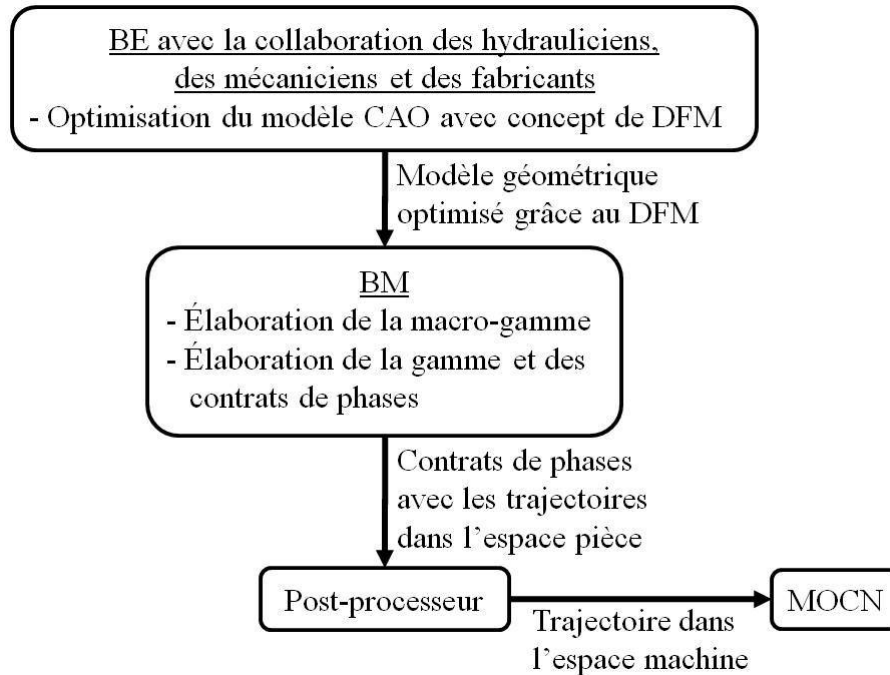 BE avec la collaboration des hydrauliciens,
des mécaniciens et des fabricants
- Optimisation du modèle CAO avec concept de DFM
Modèle géométrique
optimisé grâce au DFM
BM
- Élaboration de la macro-gamme
- Élaboration de la gamme et des
contrats de phases
Contrats de phases
avec les trajectoires
dans l'espace pièce
Post-processeur
Trajectoire dans
l'espace machine
MOCN